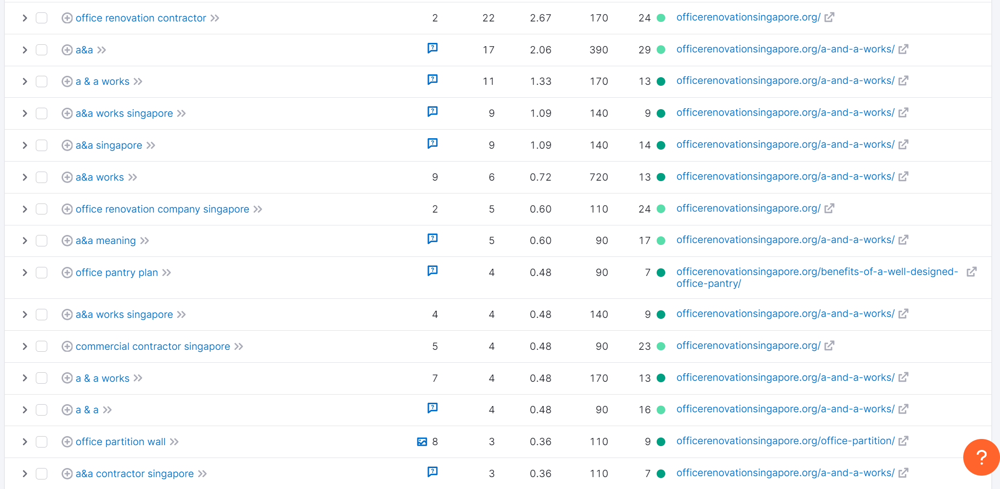 office renovation contractor 2 22 2.67 170 24 officerenovationsingapore.org/
a&a 17 2.06 390 29 officerenovationsingapore.org/a-and-a-works/
a & a works 11 1.33 170 13 officerenovationsingapore.org/a-and-a-works/
a&a works singapore 9 1.09 140 9 officerenovationsingapore.org/a-and-a-works/
a&a singapore 9 1.09 140 14 officerenovationsingapore.org/a-and-a-works/
a&a works 9 6 0.72 720 13 officerenovationsingapore.org/a-and-a-works/
office renovation company singapore 2 5 0.60 110 24 officerenovationsingapore.org/
a&a meaning 5 0.60 90 17 officerenovationsingapore.org/a-and-a-works/
office pantry plan 4 0.48 90 7 officerenovationsingapore.org/benefits-of-a-well-designed-
office-pantry/
a&a works singapore 4 4 0.48 140 9 officerenovationsingapore.org/a-and-a-works/
commercial contractor singapore 5 4 0.48 90 23 officerenovationsingapore.org/
a & a works 7 4 0.48 170 13 officerenovationsingapore.org/a-and-a-works/
a & a 4 0.48 90 16 officerenovationsingapore.org/a-and-a-works/
office partition wall 8 3 0.36 110 9 officerenovationsingapore.org/office-partition/
?
a&a contractor singapore 3 0.36 110 7 officerenovationsingapore.org/a-and-a-works/